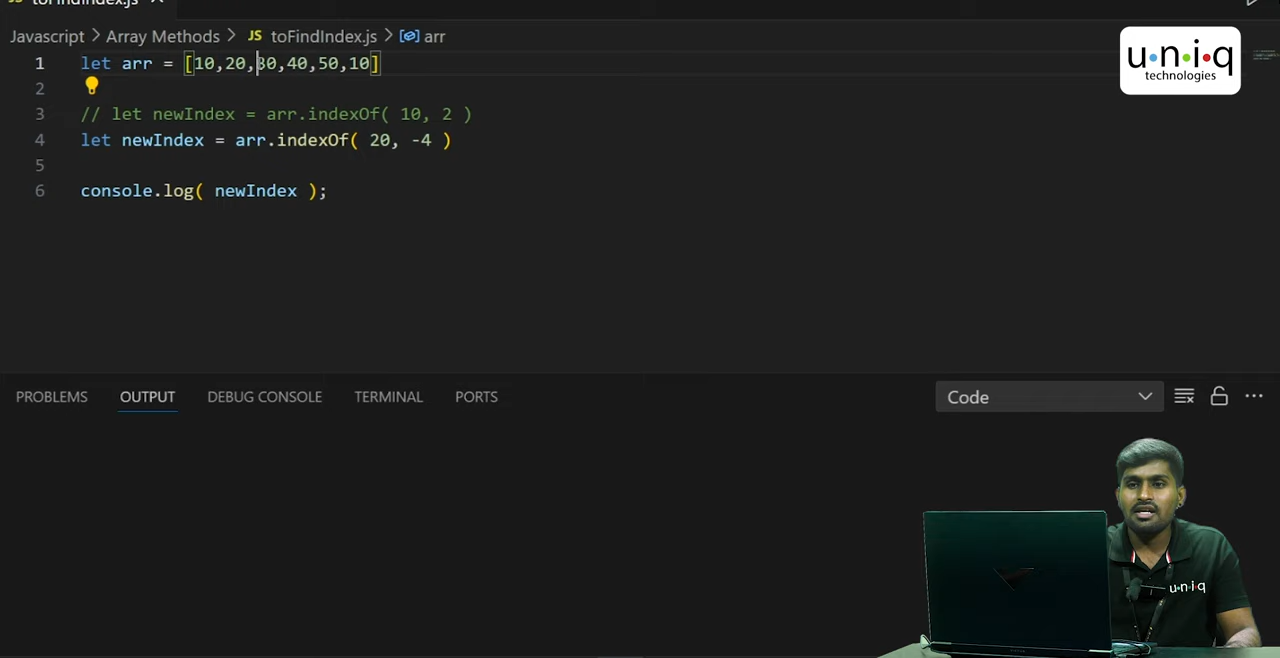 toFindIndex.js
Javascript > Array Methods > JS toFindIndex.js > arr
1 let arr = [10,20,30,40,50,10]
2
3 // let newIndex = arr.indexOf( 10, 2 )
4 let newIndex = arr.indexOf( 20, -4 )
5
6 console.log( newIndex );
u·n·i·q
technologies
PROBLEMS OUTPUT DEBUG CONSOLE TERMINAL PORTS
Code
u·n·i·q